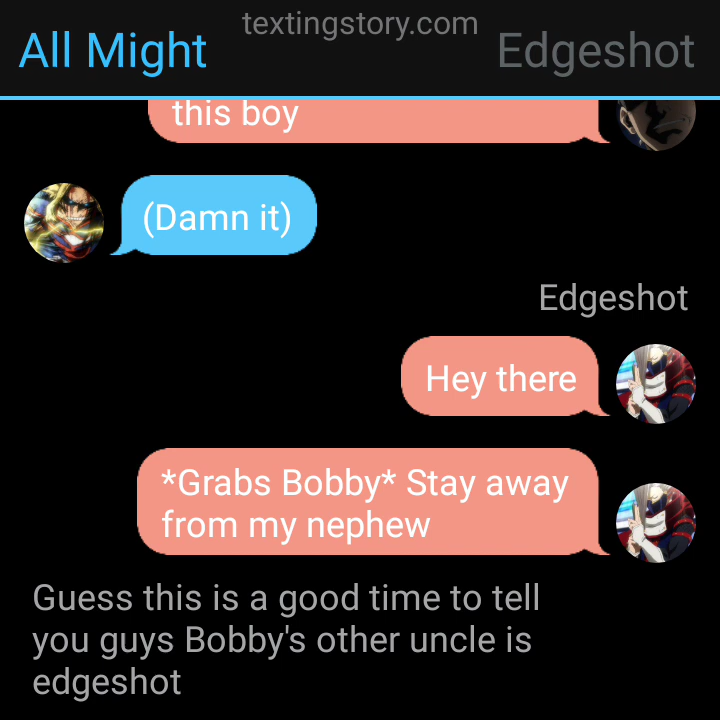 textingstory.com
All Might
Edgeshot
this boy
(Damn it)
Edgeshot
Hey there
*Grabs Bobby* Stay away
from my nephew
Guess this is a good time to tell
you guys Bobby's other uncle is
edgeshot